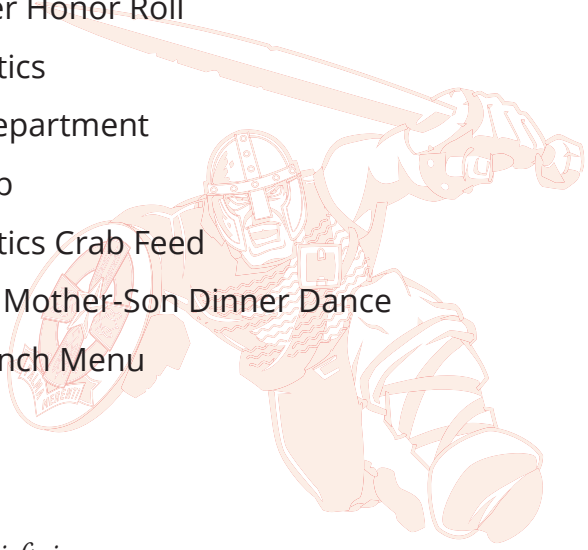 er Honor Roll
tics
epartment
tics Crab Feed
Mother-Son Dinner Dance
nch Menu